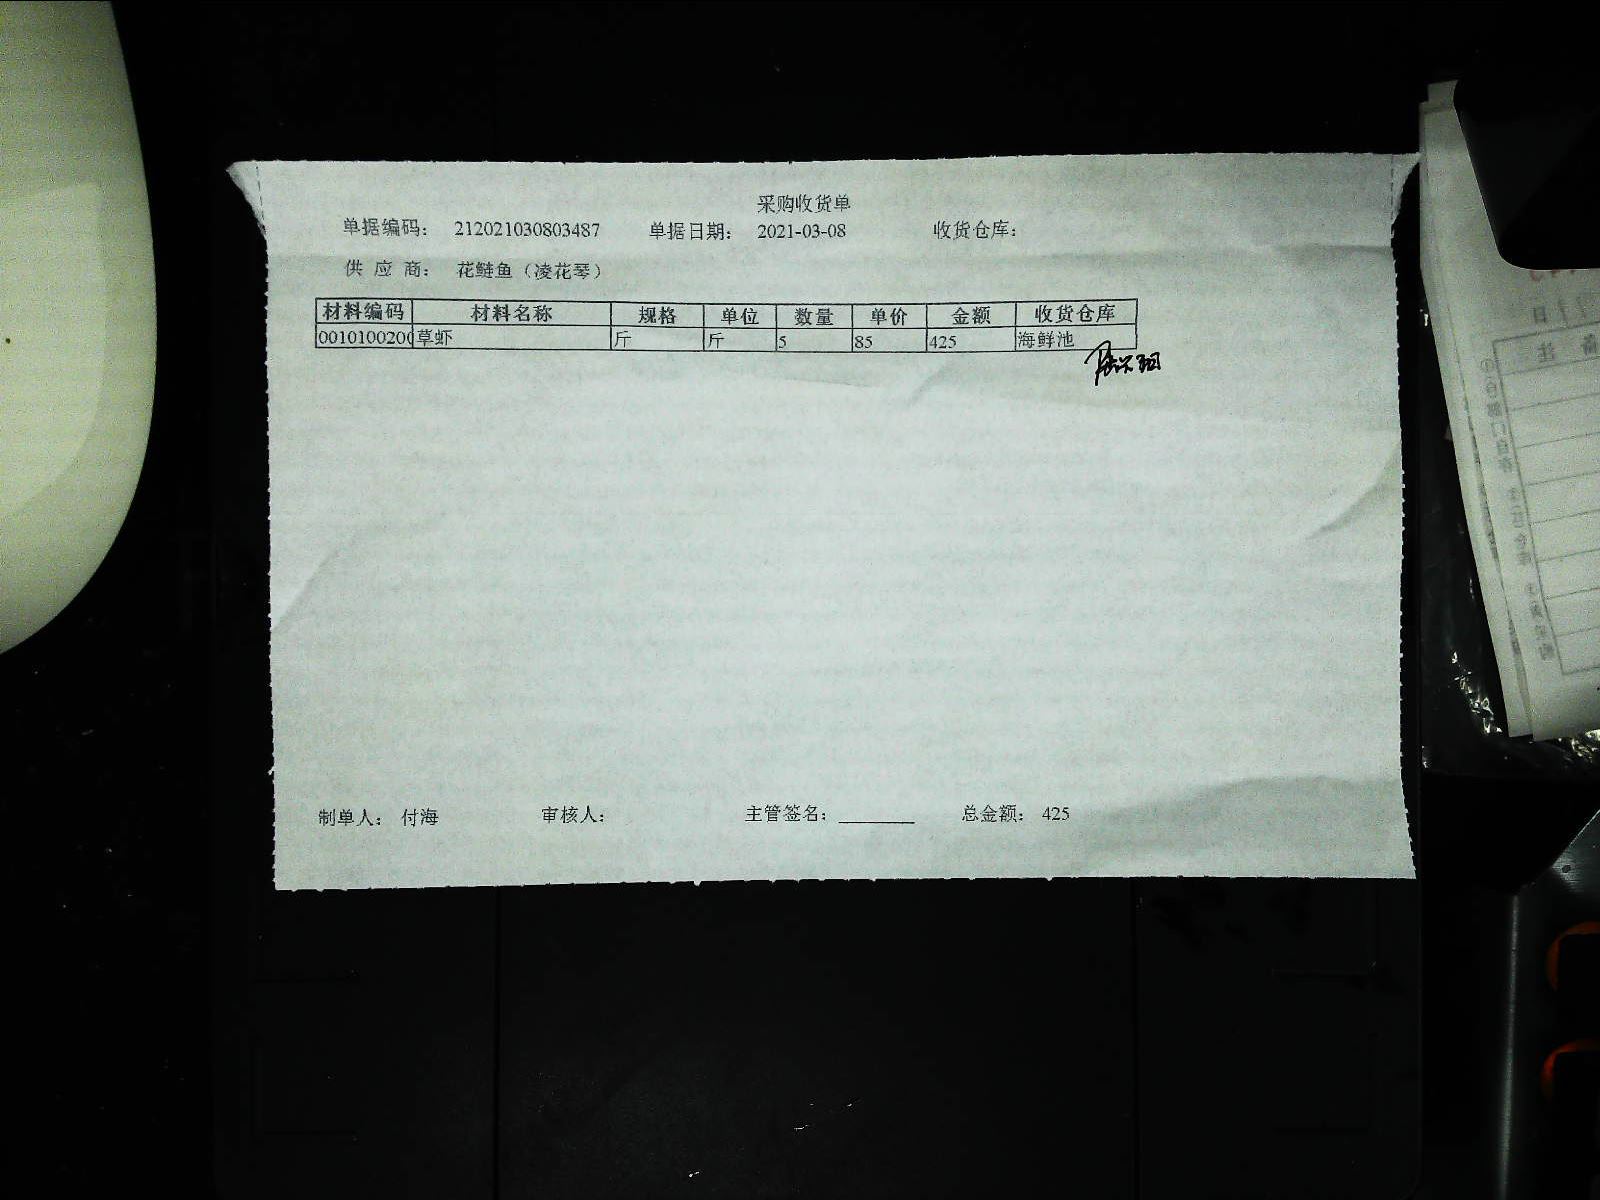 采购收货单
单据编码： 212021030803487 单据日期： 2021-03-08 收货仓库：
供 应 商： 花鲢鱼（凌花琴）
材料编码 材料名称 规格 单位 数量 单价 金额 收货仓库
0010100200 草虾 斤 斤 5 85 425 海鲜池
制单人： 付海 审核人： 主管签名：________ 总金额： 425